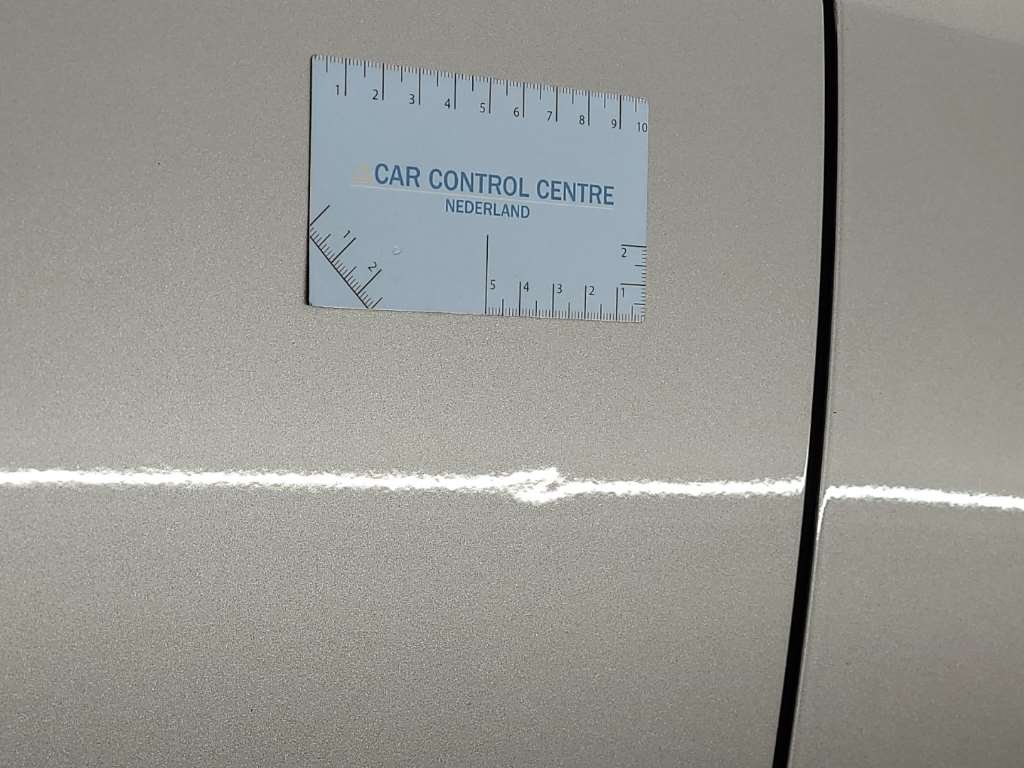 1 2 3 4 5 6 7 8 9 10
CAR CONTROL CENTRE
NEDERLAND
1 2
2
5 4 3 2 1